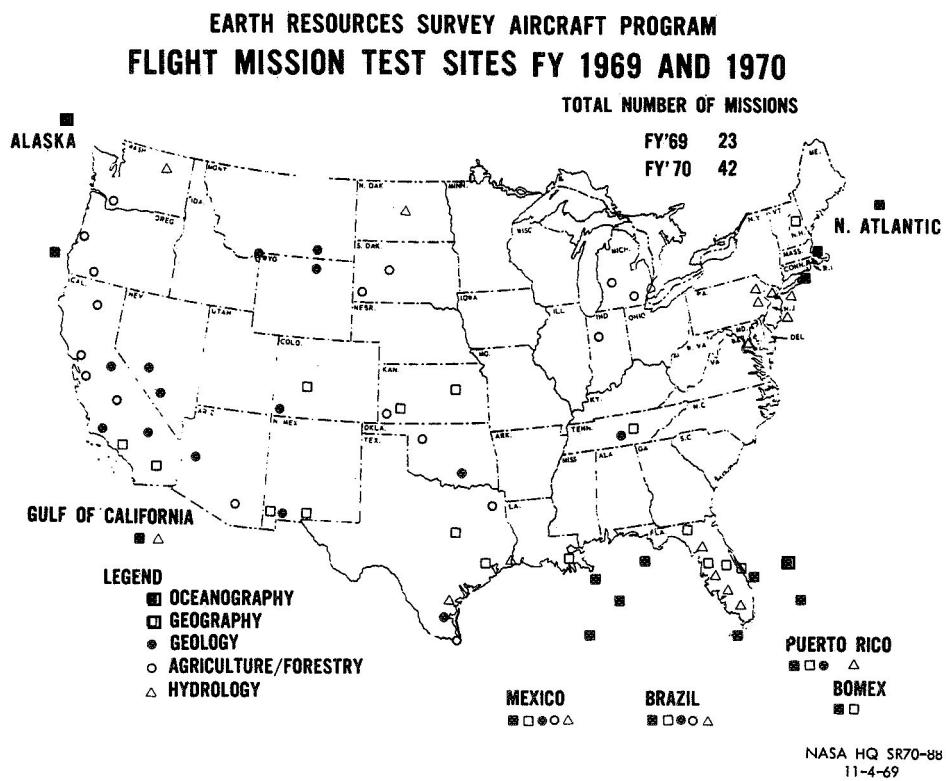 EARTH RESOURCES SURVEY AIRCRAFT PROGRAM
FLIGHT MISSION TEST SITES FY 1969 AND 1970
TOTAL NUMBER OF MISSIONS
FY'69 23
FY'70 42
ALASKA
N. ATLANTIC
WASH
MONT
N. DAK
MINN.
ME.
OREG
IDA.
WYO
S. DAK
WISC
MICH.
N.Y
VT.
N.H.
MASS
CONN.
R.I
CAL.
NEV
UTAH
NEBR.
IOWA
ILL
IND
OHIO
PA.
N.J
MD.
DEL
COLO.
KAN.
MO.
W. VA
VA
KY.
ARIZ
N. MEX
OKLA.
TEX.
ARK.
TENN.
N.C
S.C
MISS
ALA
GA
LA.
FLA.
GULF OF CALIFORNIA
LEGEND
OCEANOGRAPHY
GEOGRAPHY
GEOLOGY
AGRICULTURE/FORESTRY
HYDROLOGY
MEXICO
BRAZIL
PUERTO RICO
BOMEX
NASA HQ SR70-88
11-4-69